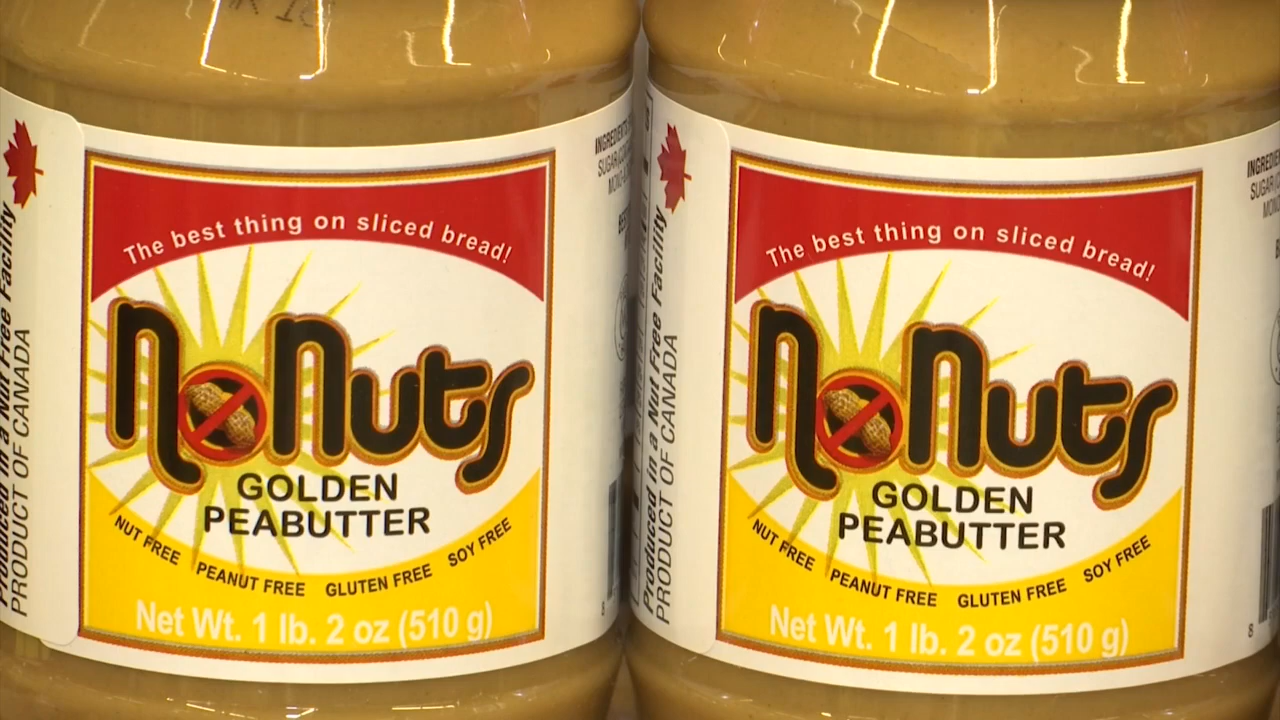 The best thing on sliced bread!
NoNuts
GOLDEN
PEABUTTER
NUT FREE PEANUT FREE GLUTEN FREE SOY FREE
Net Wt. 1 lb. 2 oz (510 g)
Produced in a Nut Free Facility
PRODUCT OF CANADA
The best thing on sliced bread!
NoNuts
GOLDEN
PEABUTTER
NUT FREE PEANUT FREE GLUTEN FREE SOY FREE
Net Wt. 1 lb. 2 oz (510 g)
Produced in a Nut Free Facility
PRODUCT OF CANADA